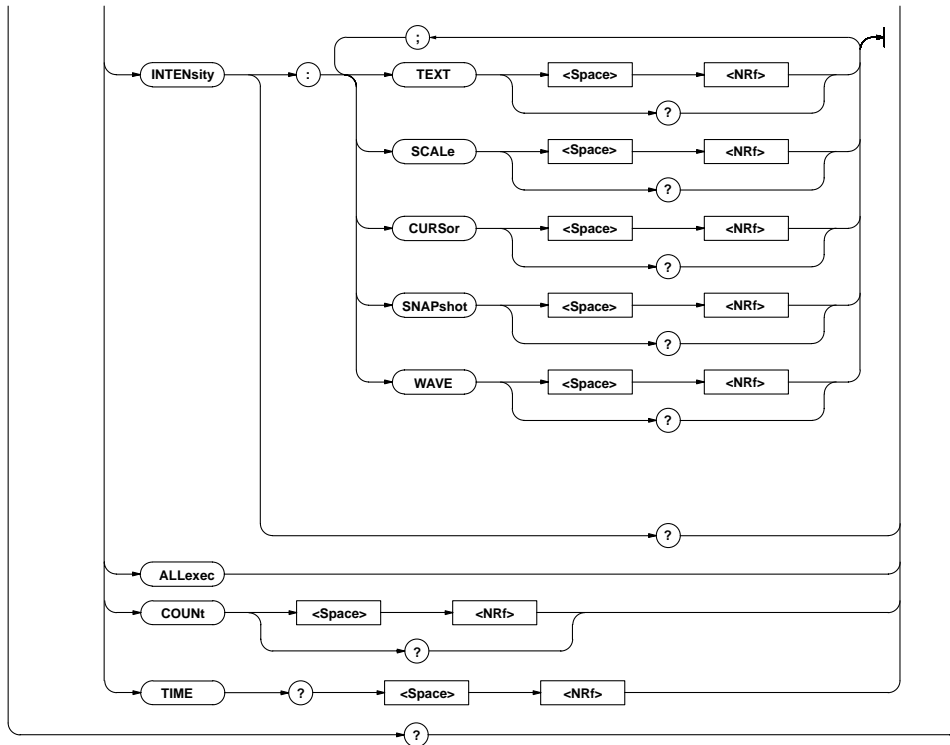 ;
INTENsity : TEXT <Space> <NRf>
?
SCALe <Space> <NRf>
?
CURSor <Space> <NRf>
?
SNAPshot <Space> <NRf>
?
WAVE <Space> <NRf>
?
?
ALLexec
COUNt <Space> <NRf>
?
TIME ? <Space> <NRf>
?